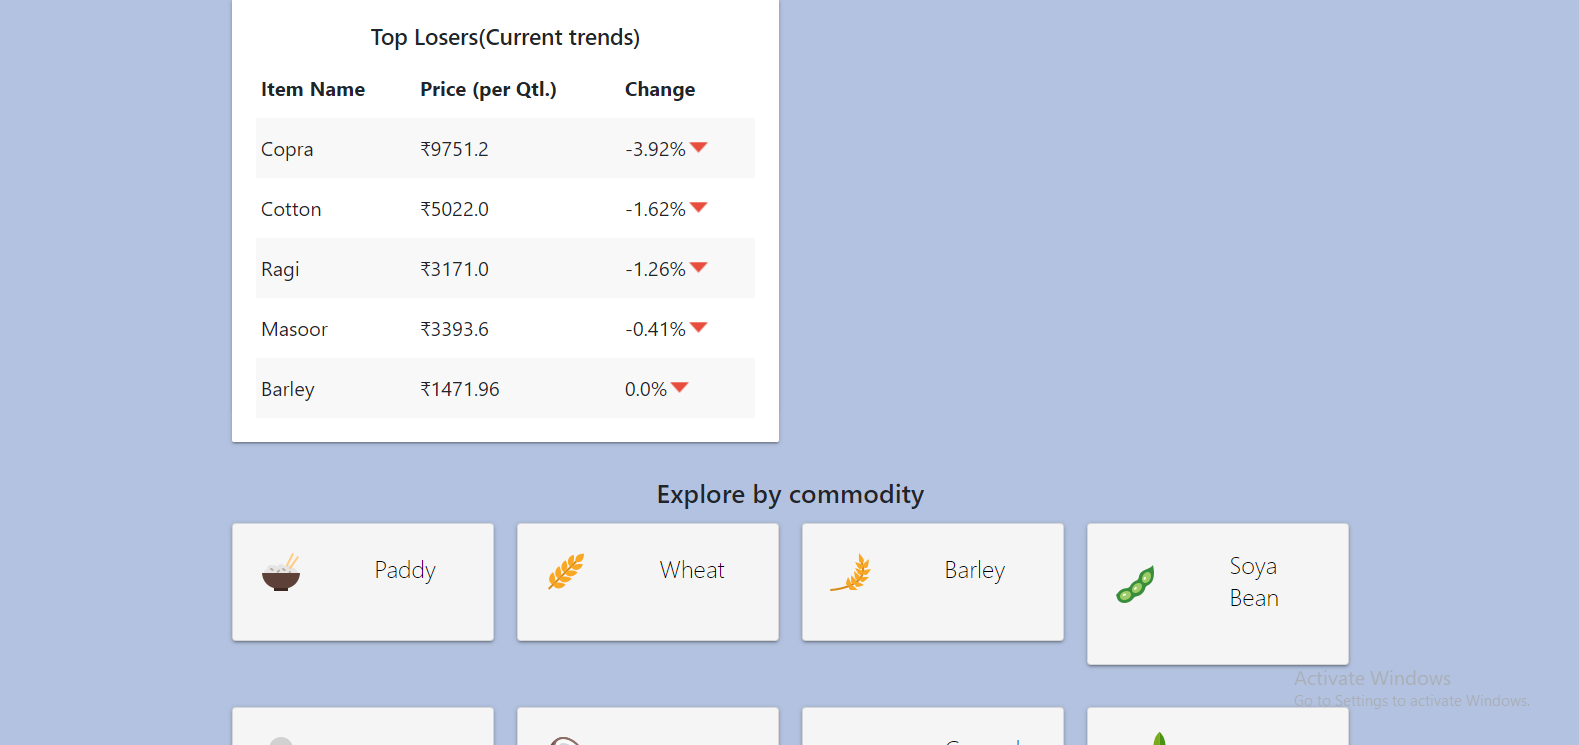 Top Losers(Current trends)
Item Name Price (per Qtl.) Change
Copra ₹9751.2 -3.92%
Cotton ₹5022.0 -1.62%
Ragi ₹3171.0 -1.26%
Masoor ₹3393.6 -0.41%
Barley ₹1471.96 0.0%
Explore by commodity
Paddy Wheat Barley Soya
Bean
Activate Windows
Go to Settings to activate Windows.